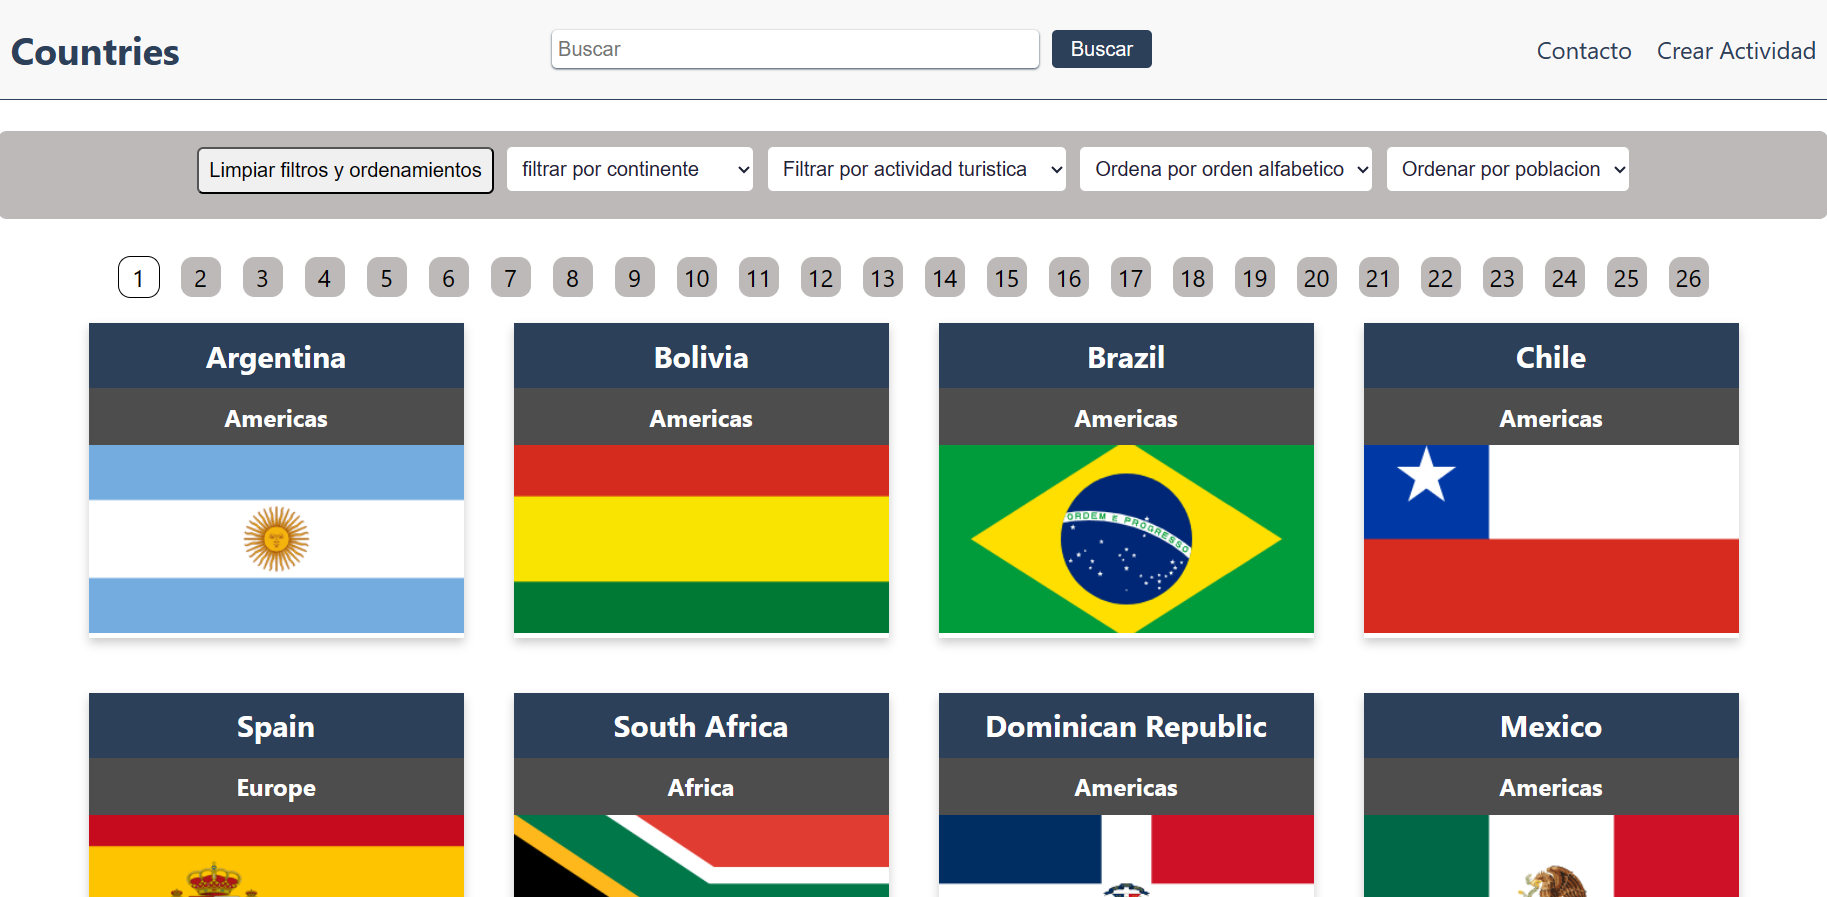 Countries
Buscar
Buscar
Contacto
Crear Actividad
Limpiar filtros y ordenamientos
filtrar por continente
Filtrar por actividad turistica
Ordena por orden alfabetico
Ordenar por poblacion
1 2 3 4 5 6 7 8 9 10 11 12 13 14 15 16 17 18 19 20 21 22 23 24 25 26
Argentina
Americas
Bolivia
Americas
Brazil
Americas
ORDEM E PROGRESSO
Chile
Americas
Spain
Europe
South Africa
Africa
Dominican Republic
Americas
Mexico
Americas